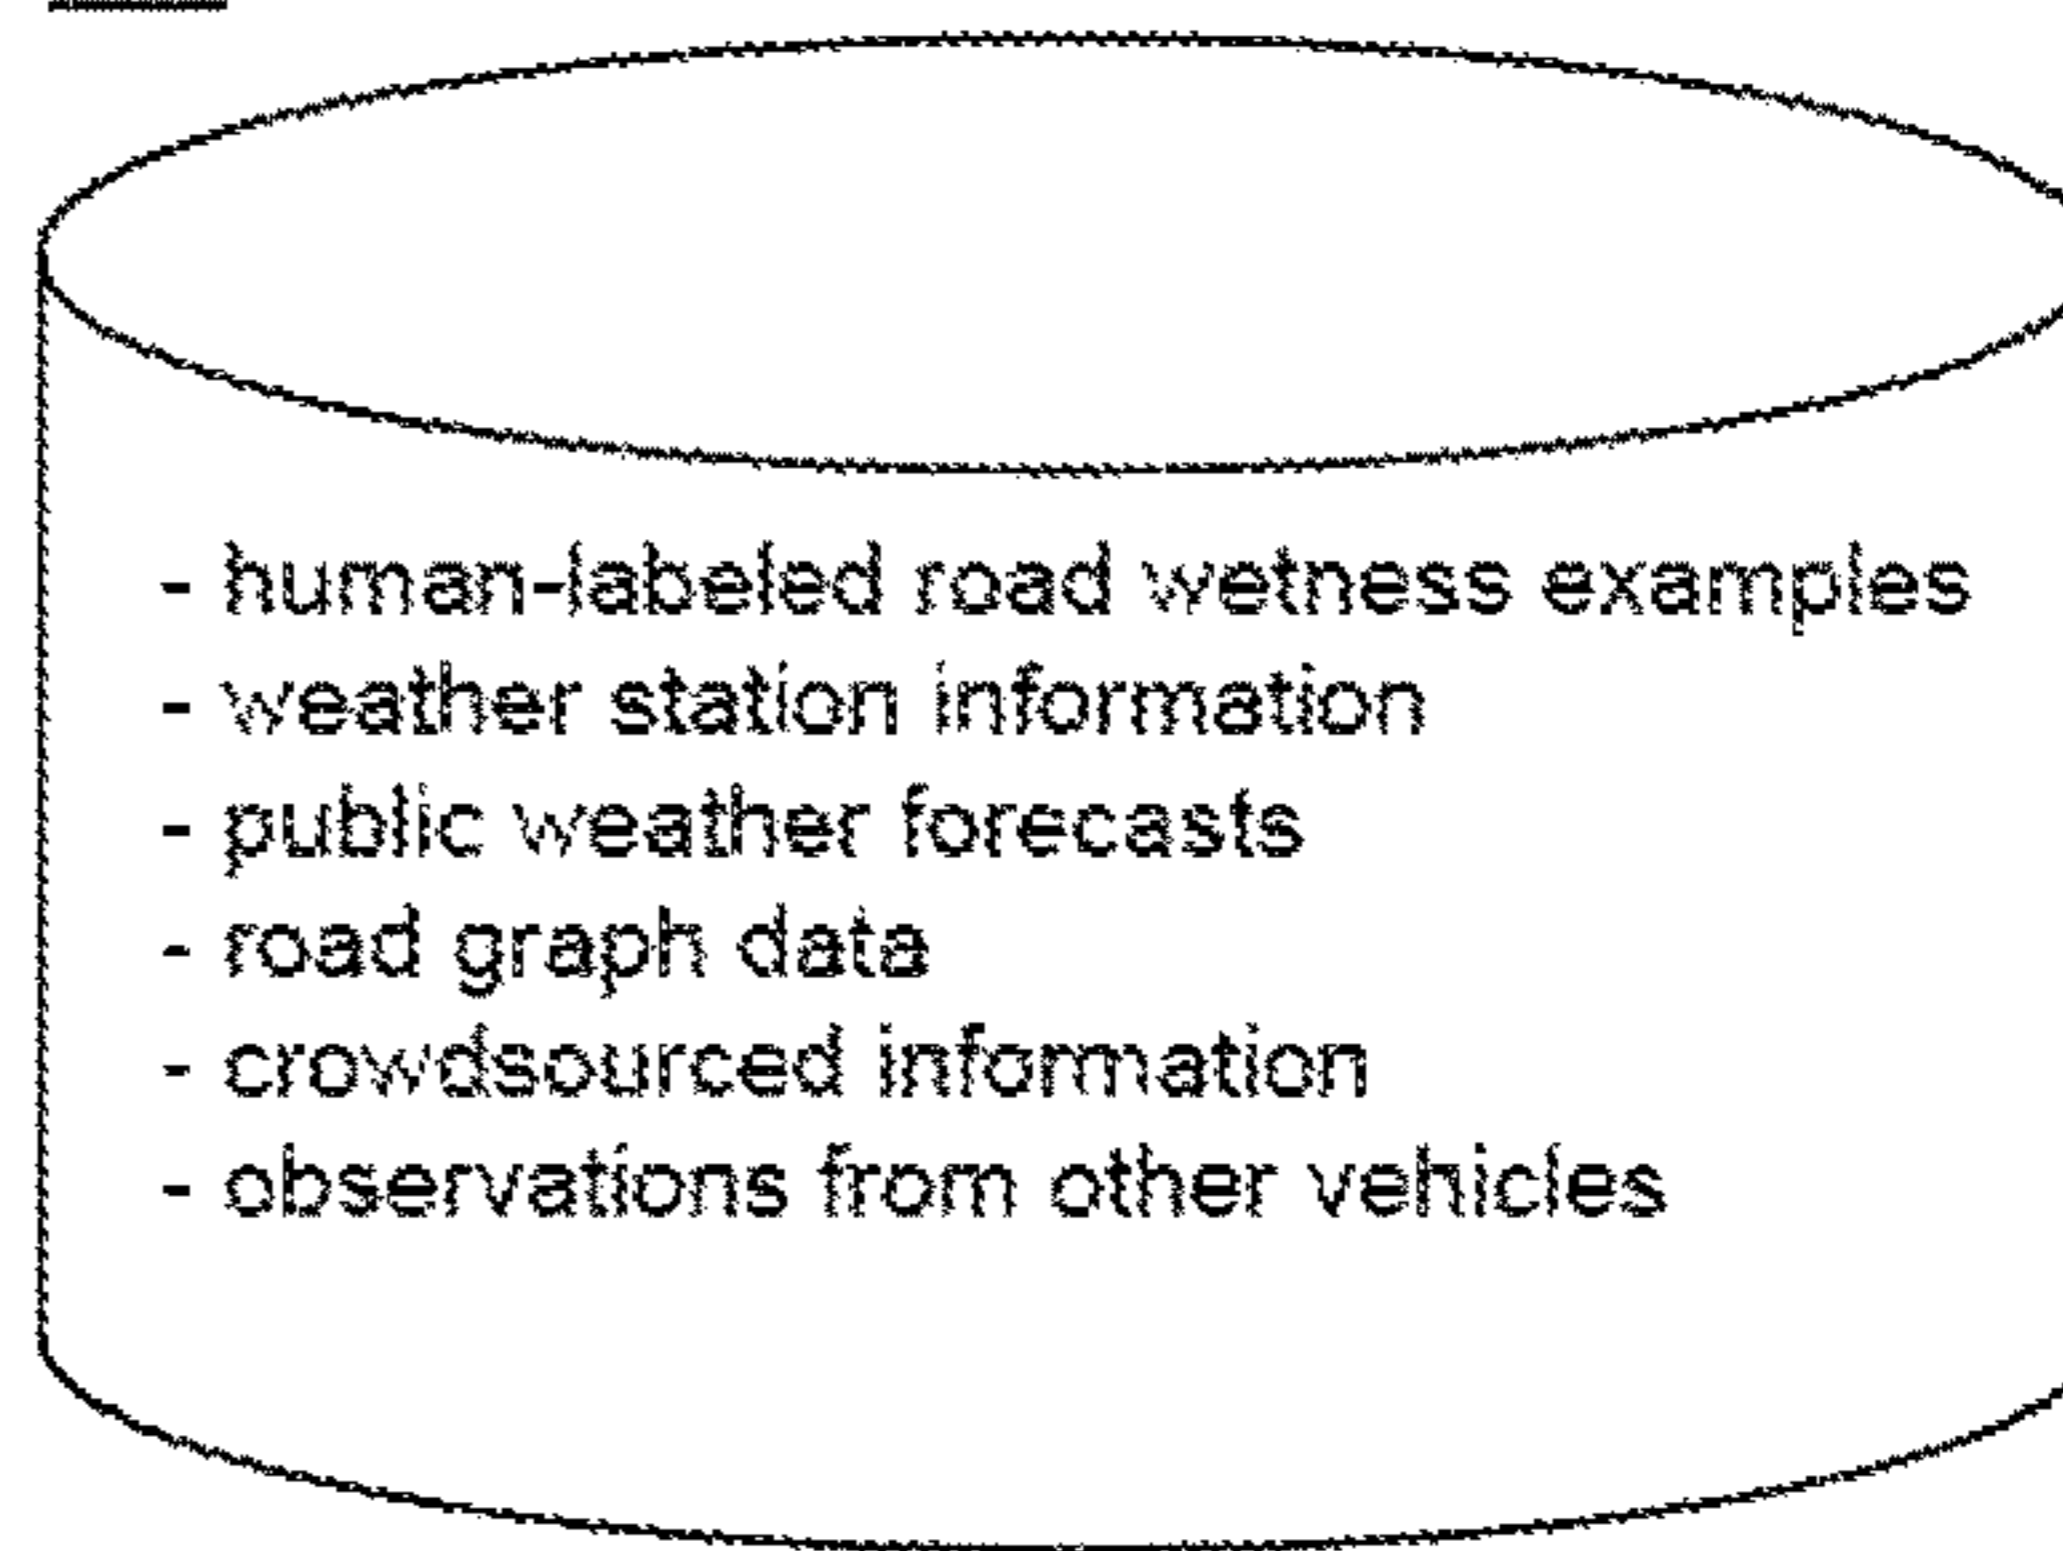 - human-labeled road wetness examples
- weather station information
- public weather forecasts
- road graph data
- crowdsourced information
- observations from other vehicles